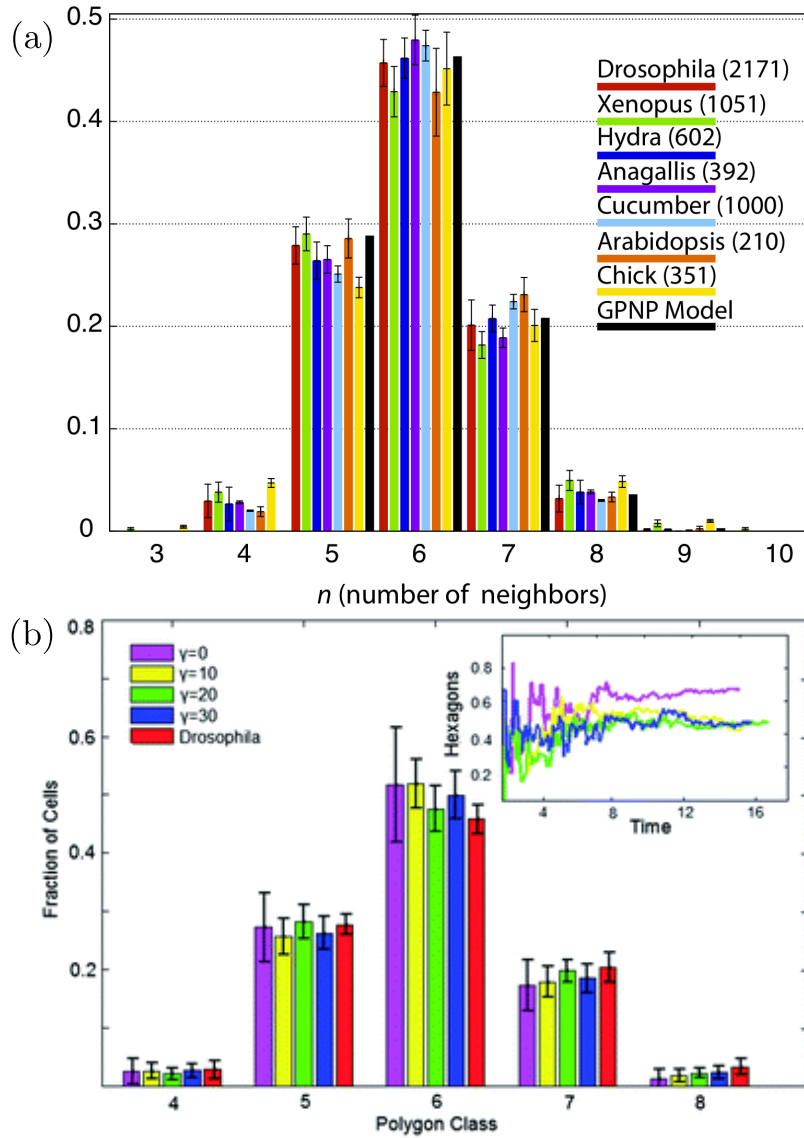 (a)
0.5
0.4
0.3
0.2
0.1
0
Drosophila (2171)
Xenopus (1051)
Hydra (602)
Anagallis (392)
Cucumber (1000)
Arabidopsis (210)
Chick (351)
GPNP Model
3 4 5 6 7 8 9 10
n (number of neighbors)
(b)
0.8
0.6
0.4
0.2
Fraction of Cells
γ=0
γ=10
γ=20
γ=30
Drosophila
Hexagons
0.8
0.6
0.4
0.2
4 8 12 16
Time
4 5 6 7 8
Polygon Class